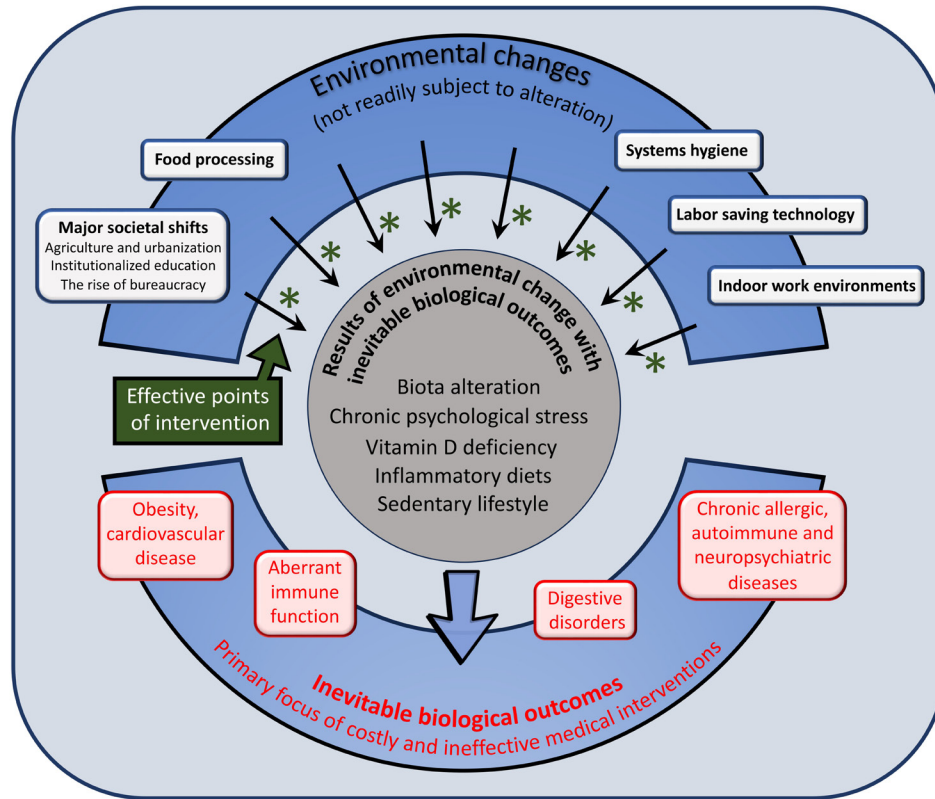 Environmental changes
(not readily subject to alteration)
Food processing
Systems hygiene
Major societal shifts
Agriculture and urbanization
Institutionalized education
The rise of bureaucracy
Labor saving technology
Indoor work environments
* * * * * * * * *
Effective points
of intervention
Results of environmental change with
inevitable biological outcomes
Biota alteration
Chronic psychological stress
Vitamin D deficiency
Inflammatory diets
Sedentary lifestyle
Obesity,
cardiovascular
disease
Aberrant
immune
function
Digestive
disorders
Chronic allergic,
autoimmune and
neuropsychiatric
diseases
Inevitable biological outcomes
Primary focus of costly and ineffective medical interventions